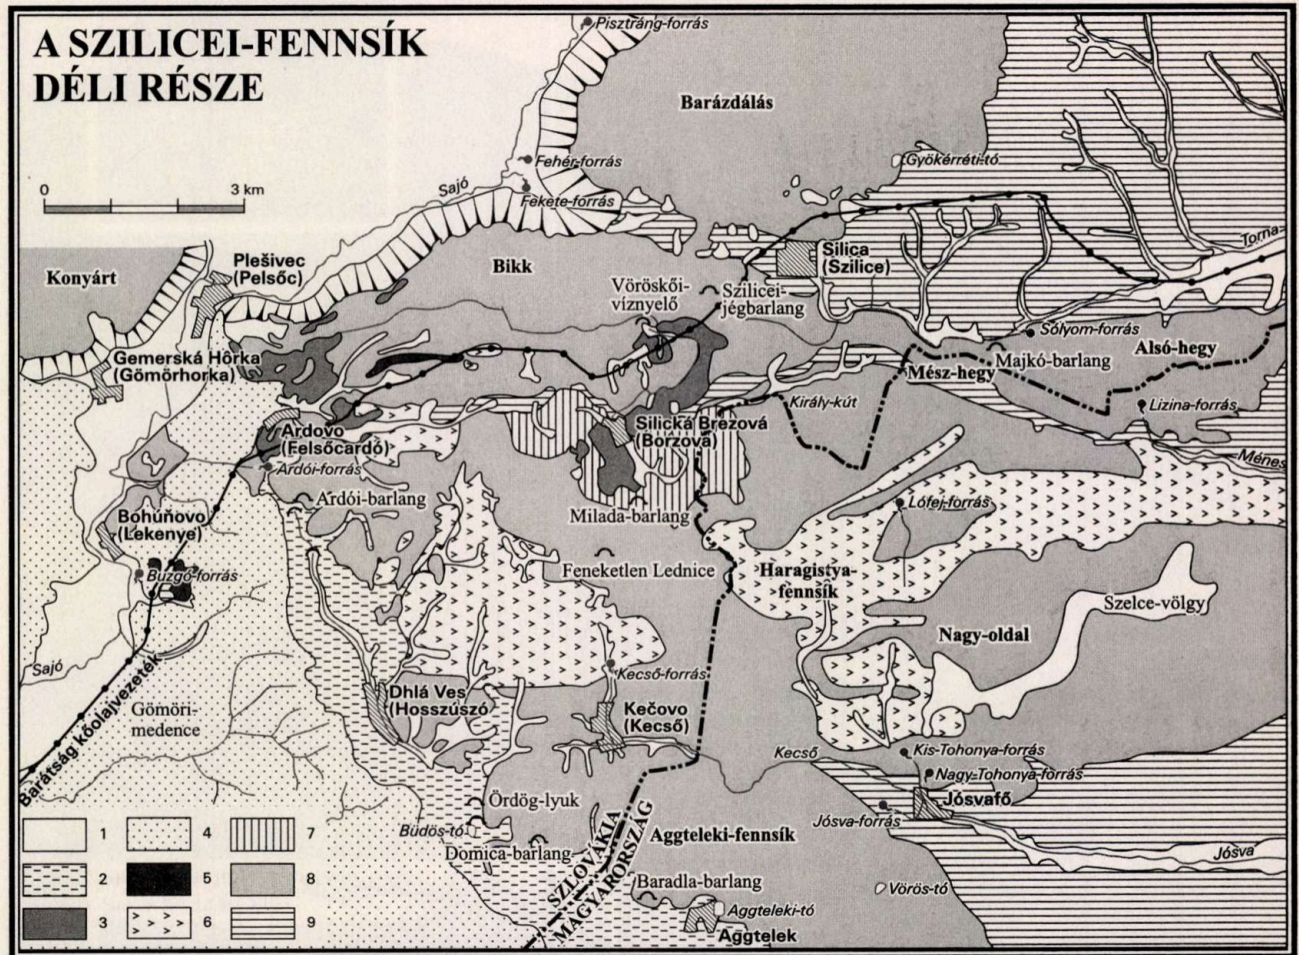 A SZILICEI-FENNSÍK
DÉLI RÉSZE
Pisztráng-forrás
Barázdálás
Gyökérréti-tó
Fehér-forrás
Sajó
Fekete-forrás
0 3 km
Torna
Konyárt
Plešivec
(Pelsőc)
Bikk
Silica
(Szilice)
Vöröskői-
víznyelő
Szilicei-
jégbarlang
Sólyom-forrás
Alsó-hegy
Majkó-barlang
Mész-hegy
Gemerská Hôrka
(Gömörhorka)
Király-kút
Lizina-forrás
Silická Brezová
(Borzova)
Ardovo
(Felsőcardó)
Ardói-forrás
Ménes
Ardói-barlang
Lófej-forrás
Milada-barlang
Bohúňovo
(Lekenye)
Buzgó-forrás
Feneketlen Lednice
Haragistya-
fennsík
Szelce-völgy
Nagy-oldal
Sajó
Kecső-forrás
Barátság kőolajvezeték
Gömöri-
medence
Dhlá Ves
(Hosszúszó
Kečovo
(Kecső)
Kecső
Kis-Tohonya-forrás
Nagy-Tohonya-forrás
Jósvafő
Jósva-forrás
Ördög-lyuk
Büdös-tó
Domica-barlang
SZLOVÁKIA
MAGYARORSZÁG
Aggteleki-fennsík
Jósva
Baradla-barlang
Vörös-tó
Aggteleki-tó
Aggtelek
1 4 7
2 5 8
3 6 9